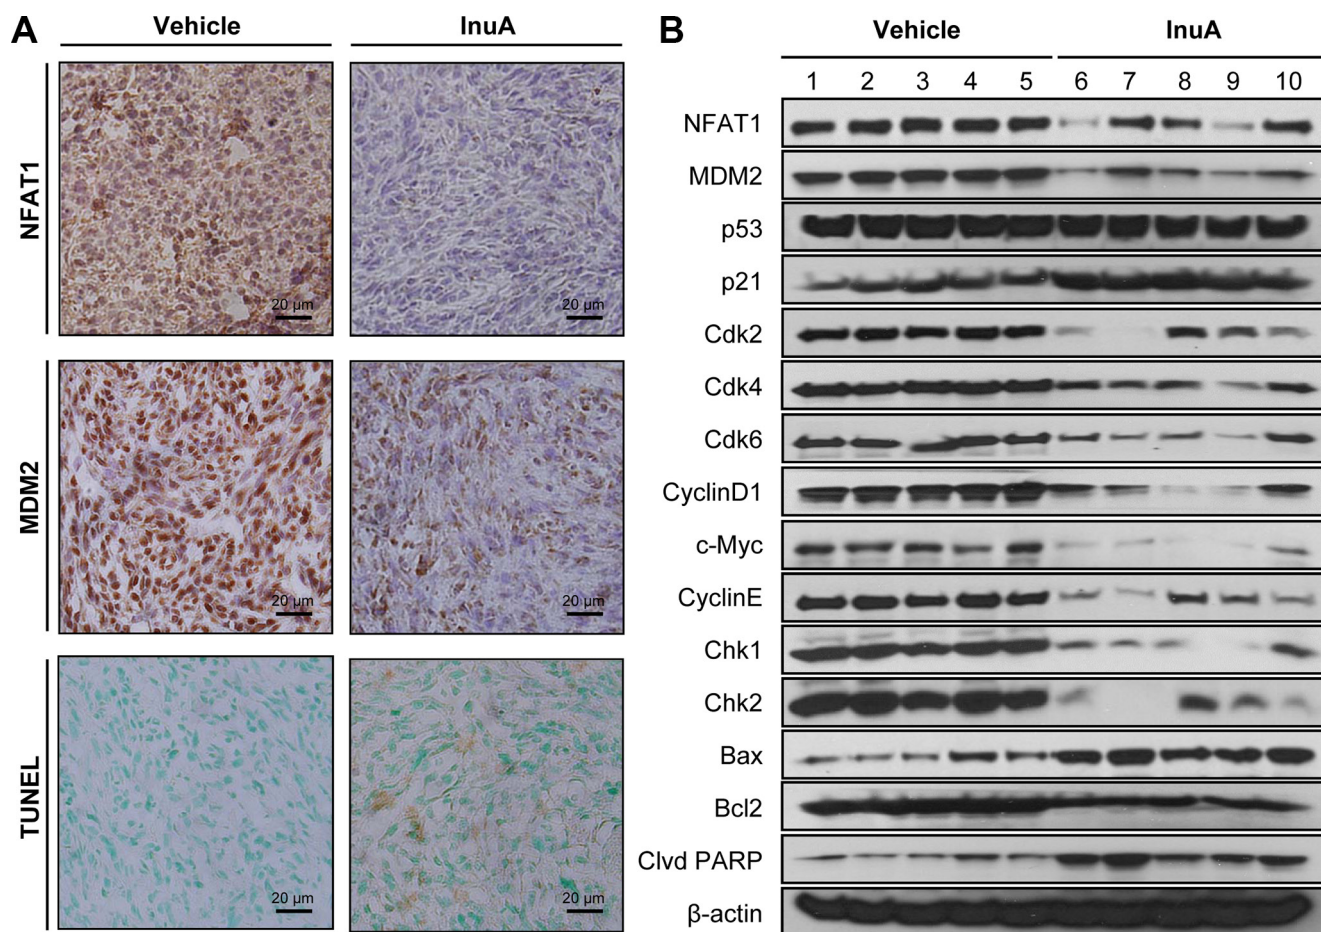 A
Vehicle
InuA
NFAT1
20 µm
20 µm
MDM2
20 µm
20 µm
TUNEL
20 µm
20 µm
B
Vehicle
InuA
1 2 3 4 5 6 7 8 9 10
NFAT1
MDM2
p53
p21
Cdk2
Cdk4
Cdk6
CyclinD1
c-Myc
CyclinE
Chk1
Chk2
Bax
Bcl2
Clvd PARP
β-actin